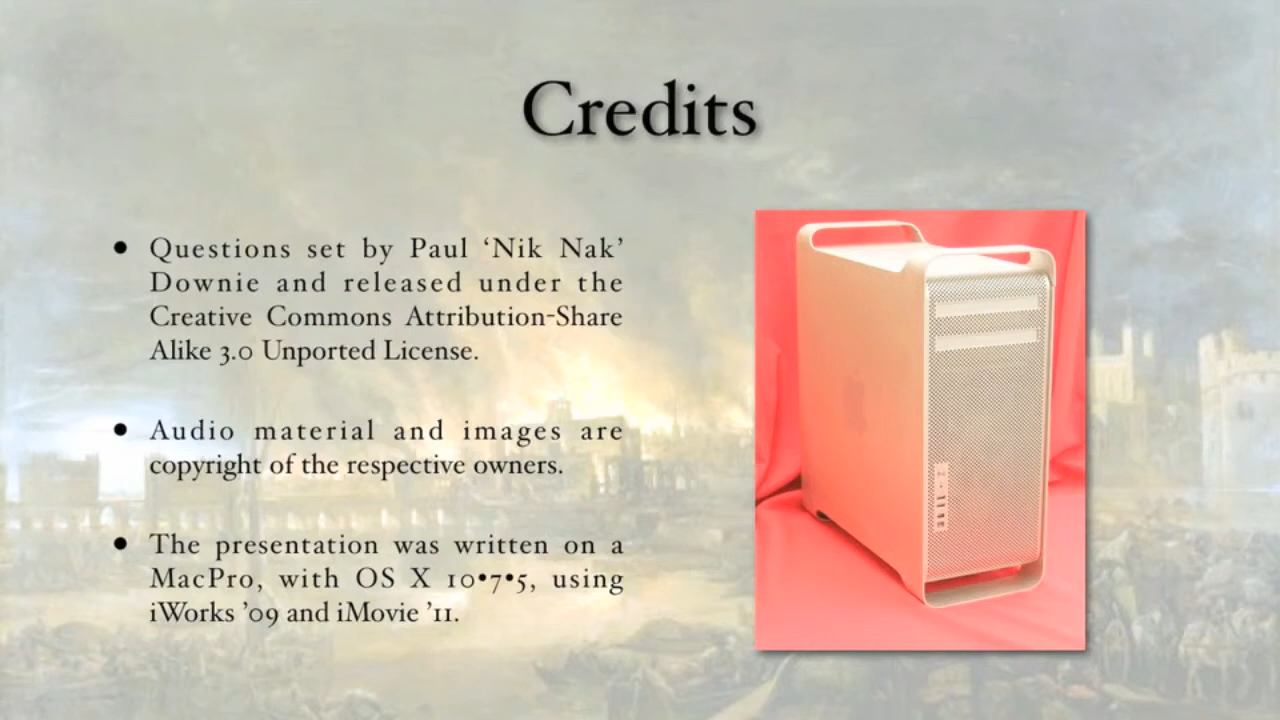 Credits
• Questions set by Paul ‘Nik Nak’
Downie and released under the
Creative Commons Attribution-Share
Alike 3.0 Unported License.
• Audio material and images are
copyright of the respective owners.
• The presentation was written on a
MacPro, with OS X 10•7•5, using
iWorks ’09 and iMovie ’11.